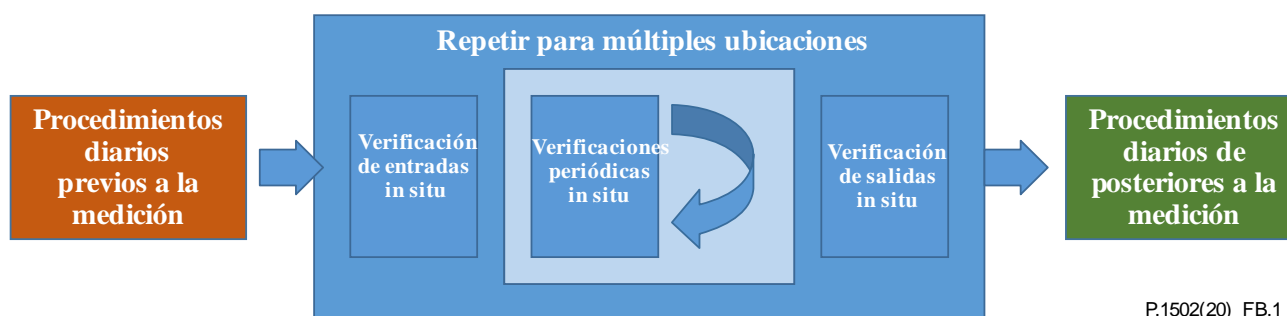 Repetir para múltiples ubicaciones
Procedimientos
diarios
previos a la
medición
Verificación
de entradas
in situ
Verificaciones
periódicas
in situ
Verificación
de salidas
in situ
Procedimientos
diarios de
posteriores a la
medición
P.1502(20)_FB.1